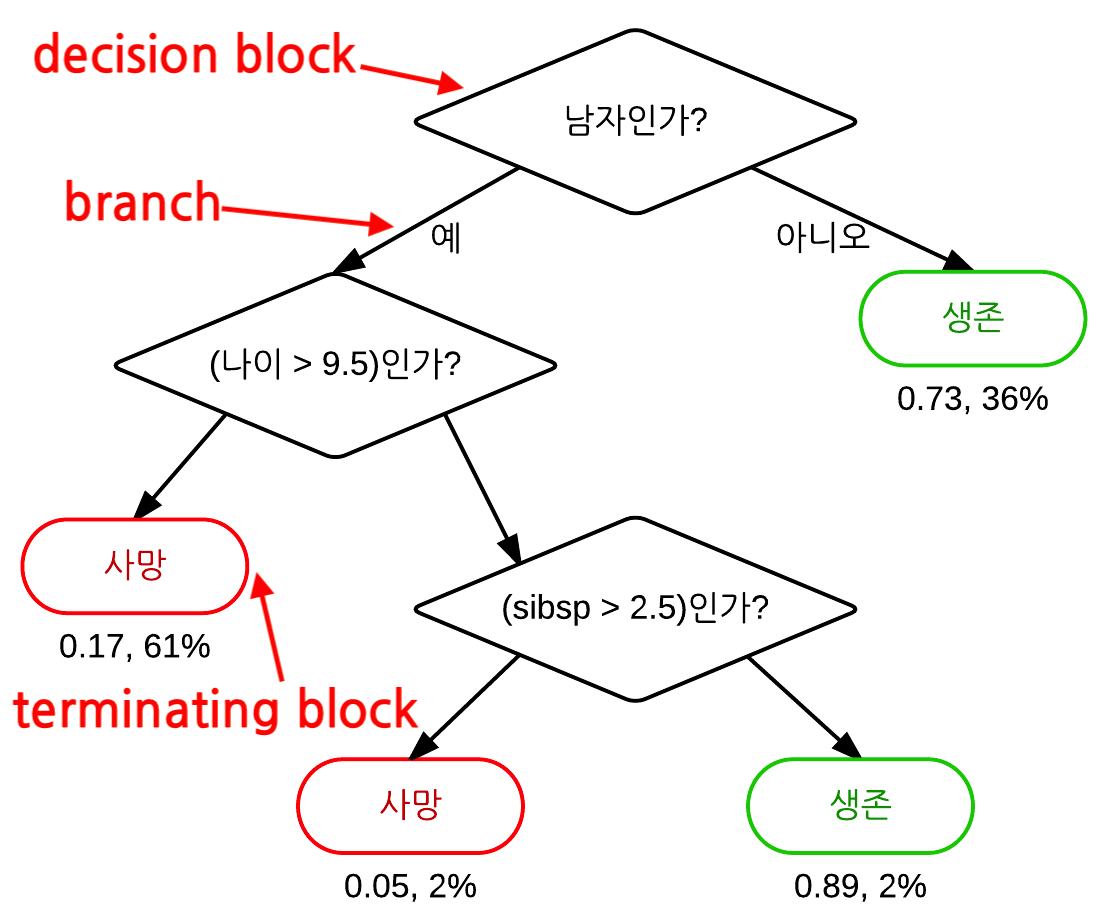 decision block
남자인가?
branch
예
아니오
생존
0.73, 36%
(나이 > 9.5)인가?
사망
0.17, 61%
terminating block
(sibsp > 2.5)인가?
사망
0.05, 2%
생존
0.89, 2%